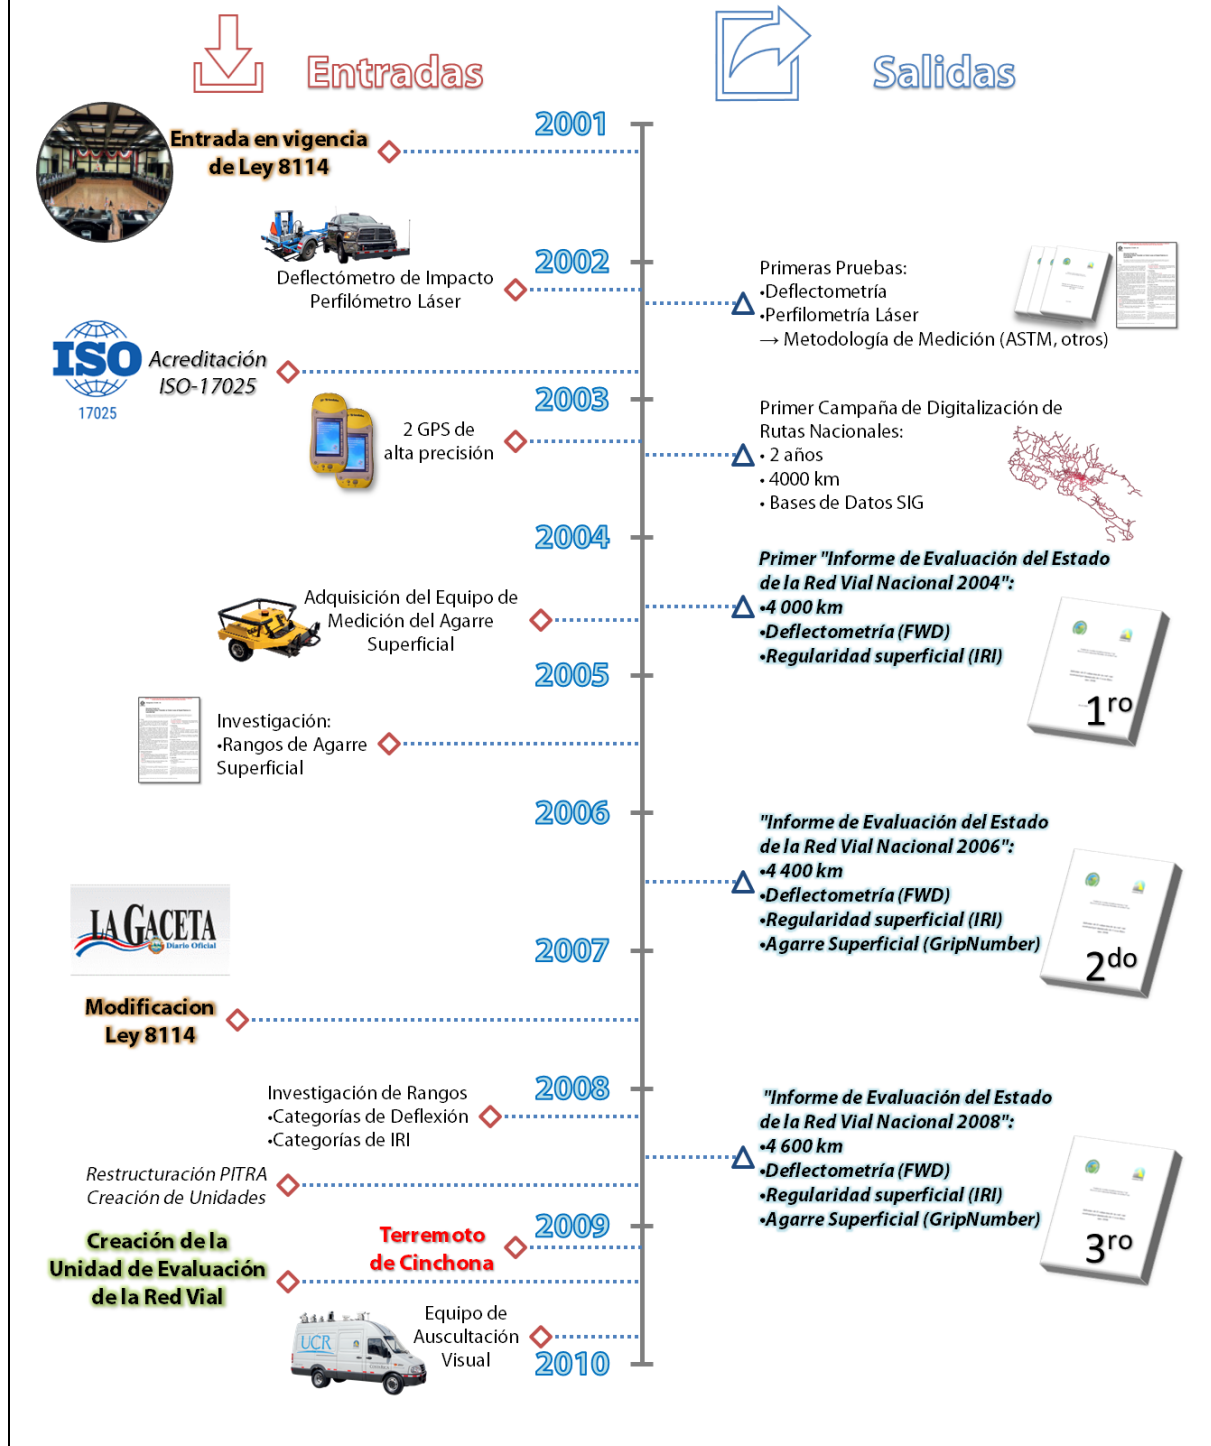 Entradas
Salidas
2001
Entrada en vigencia
de Ley 8114
2002
Deflectómetro de Impacto
Perfilómetro Láser
Primeras Pruebas:
•Deflectometría
•Perfilometría Láser
→ Metodología de Medición (ASTM, otros)
ISO
17025
Acreditación
ISO-17025
2003
2 GPS de
alta precisión
Primer Campaña de Digitalización de
Rutas Nacionales:
• 2 años
• 4000 km
• Bases de Datos SIG
2004
Primer "Informe de Evaluación del Estado
de la Red Vial Nacional 2004":
•4 000 km
•Deflectometría (FWD)
•Regularidad superficial (IRI)
1ro
Adquisición del Equipo de
Medición del Agarre
Superficial
2005
Investigación:
•Rangos de Agarre
Superficial
2006
"Informe de Evaluación del Estado
de la Red Vial Nacional 2006":
•4 400 km
•Deflectometría (FWD)
•Regularidad superficial (IRI)
•Agarre Superficial (GripNumber)
2do
LA GACETA
Diario Oficial
2007
Modificacion
Ley 8114
2008
Investigación de Rangos
•Categorías de Deflexión
•Categorías de IRI
"Informe de Evaluación del Estado
de la Red Vial Nacional 2008":
•4 600 km
•Deflectometría (FWD)
•Regularidad superficial (IRI)
•Agarre Superficial (GripNumber)
3ro
Restructuración PITRA
Creación de Unidades
2009
Terremoto
de Cinchona
Creación de la
Unidad de Evaluación
de la Red Vial
UCR
Equipo de
Auscultación
Visual
2010